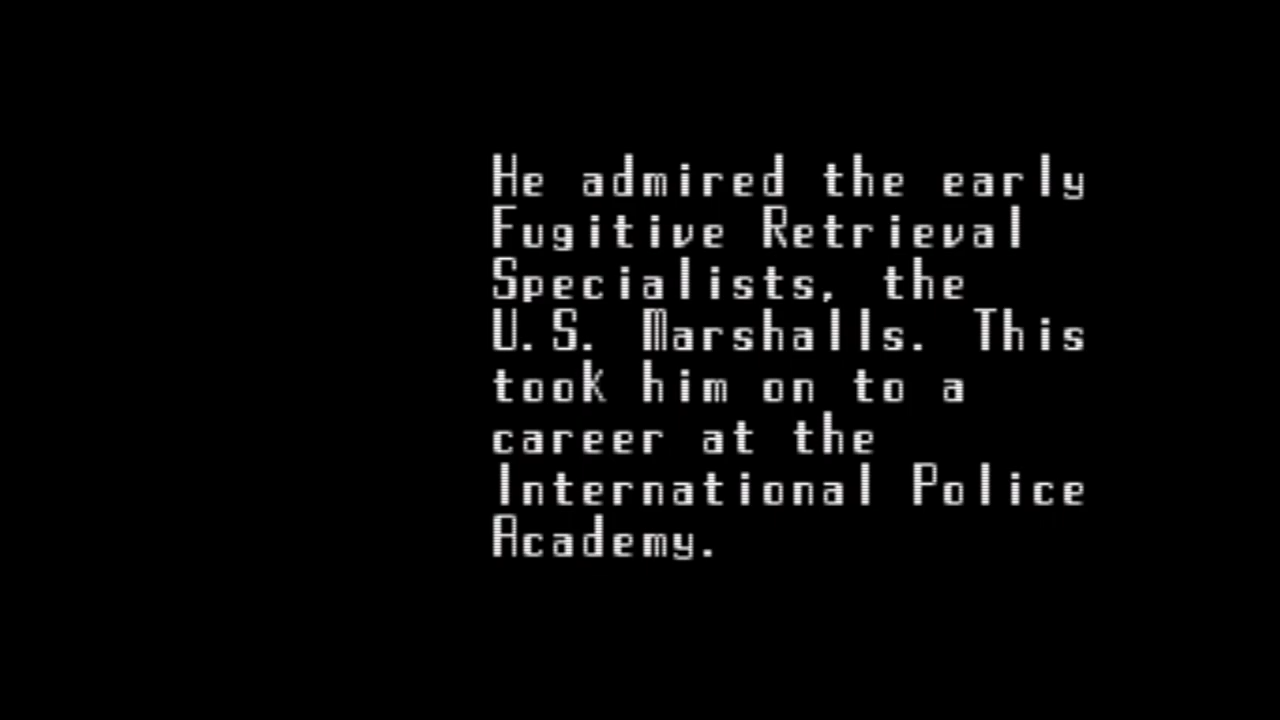 He admired the early
Fugitive Retrieval
Specialists, the
U.S. Marshalls. This
took him on to a
career at the
International Police
Academy.